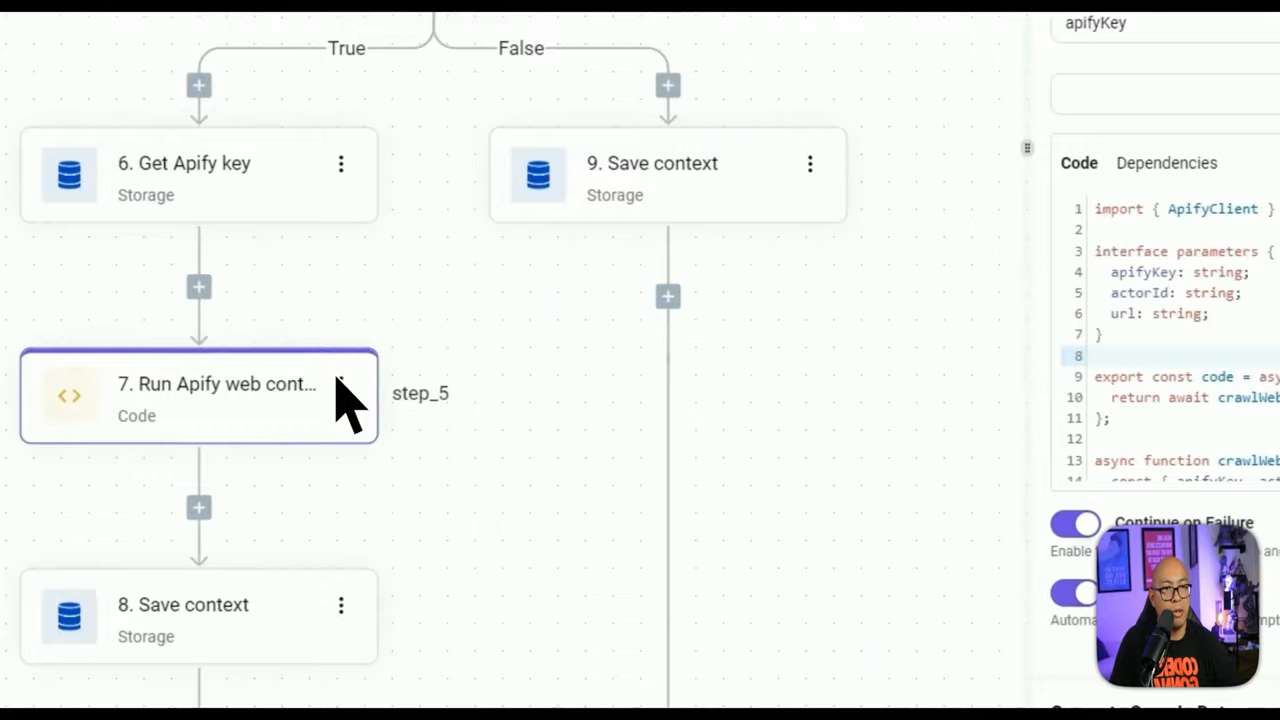 True
False
6. Get Apify key
Storage
9. Save context
Storage
7. Run Apify web cont...
Code
step_5
8. Save context
Storage
apifyKey
Code Dependencies
1 import { ApifyClient }
2
3 interface parameters {
4 apifyKey: string;
5 actorId: string;
6 url: string;
7 }
8
9 export const code = asy
10 return await crawlWeb
11 };
12
13 async function crawlWeb
Continue on Failure
Enable
Automa